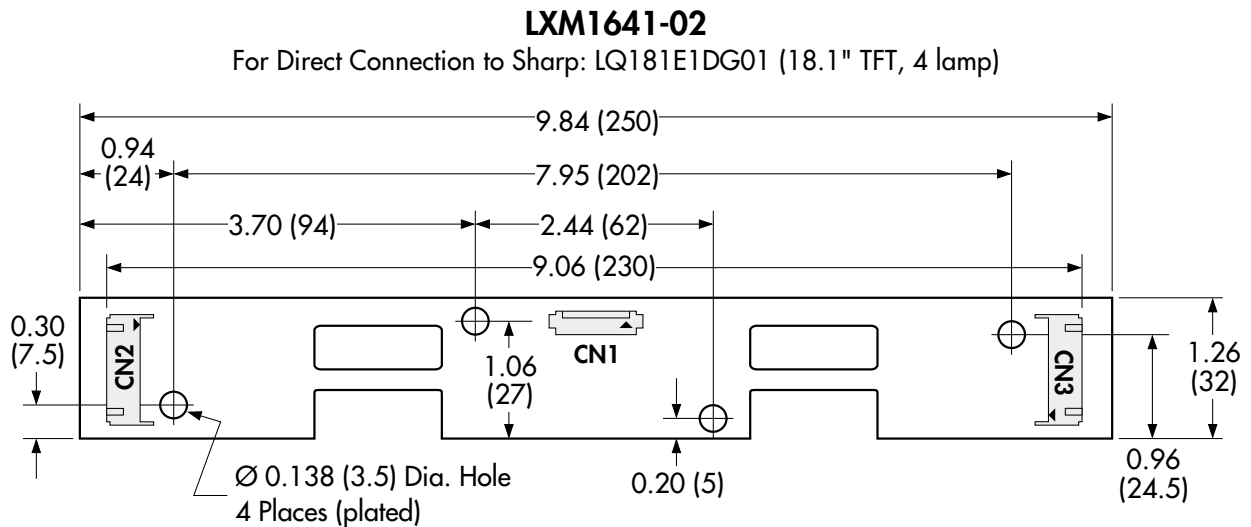 LXM1641-02
For Direct Connection to Sharp: LQ181E1DG01 (18.1" TFT, 4 lamp)
9.84 (250)
0.94
(24)
7.95 (202)
3.70 (94)
2.44 (62)
9.06 (230)
0.30
(7.5)
CN2
CN1
1.06
(27)
CN3
1.26
(32)
Ø 0.138 (3.5) Dia. Hole
4 Places (plated)
0.20 (5)
0.96
(24.5)